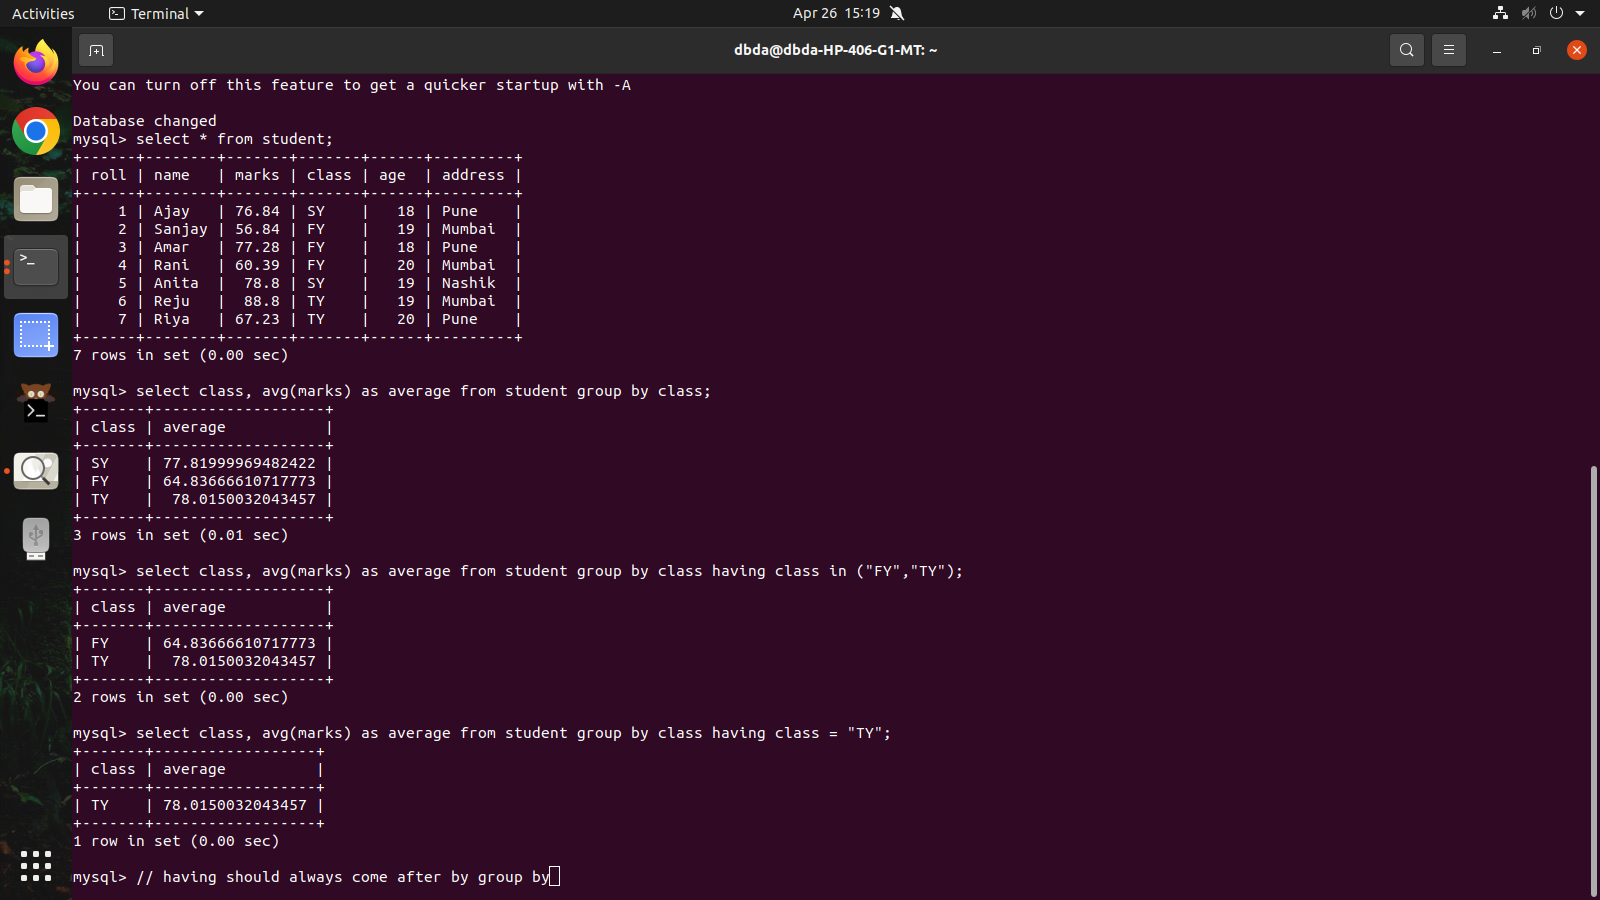 Activities Terminal Apr 26 15:19
dbda@dbda-HP-406-G1-MT: ~
You can turn off this feature to get a quicker startup with -A
Database changed
mysql> select * from student;
+------+--------+-------+-------+------+---------+
| roll | name   | marks | class | age  | address |
+------+--------+-------+-------+------+---------+
|    1 | Ajay   | 76.84 | SY    |   18 | Pune    |
|    2 | Sanjay | 56.84 | FY    |   19 | Mumbai  |
|    3 | Amar   | 77.28 | FY    |   18 | Pune    |
|    4 | Rani   | 60.39 | FY    |   20 | Mumbai  |
|    5 | Anita  |  78.8 | SY    |   19 | Nashik  |
|    6 | Reju   |  88.8 | TY    |   19 | Mumbai  |
|    7 | Riya   | 67.23 | TY    |   20 | Pune    |
+------+--------+-------+-------+------+---------+
7 rows in set (0.00 sec)
mysql> select class, avg(marks) as average from student group by class;
+-------+-------------------+
| class | average           |
+-------+-------------------+
| SY    | 77.81999969482422 |
| FY    | 64.83666610717773 |
| TY    |  78.0150032043457 |
+-------+-------------------+
3 rows in set (0.01 sec)
mysql> select class, avg(marks) as average from student group by class having class in ("FY","TY");
+-------+-------------------+
| class | average           |
+-------+-------------------+
| FY    | 64.83666610717773 |
| TY    |  78.0150032043457 |
+-------+-------------------+
2 rows in set (0.00 sec)
mysql> select class, avg(marks) as average from student group by class having class = "TY";
+-------+------------------+
| class | average          |
+-------+------------------+
| TY    | 78.0150032043457 |
+-------+------------------+
1 row in set (0.00 sec)
mysql> // having should always come after by group by